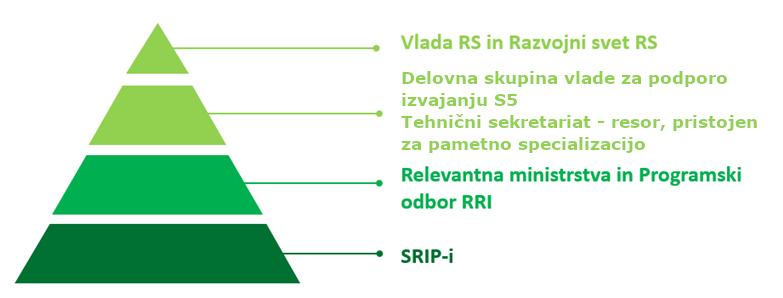 Vlada RS in Razvojni svet RS
Delovna skupina vlade za podporo
izvajanju S5
Tehnični sekretariat - resor, pristojen
za pametno specializacijo
Relevantna ministrstva in Programski
odbor RRI
SRIP-i